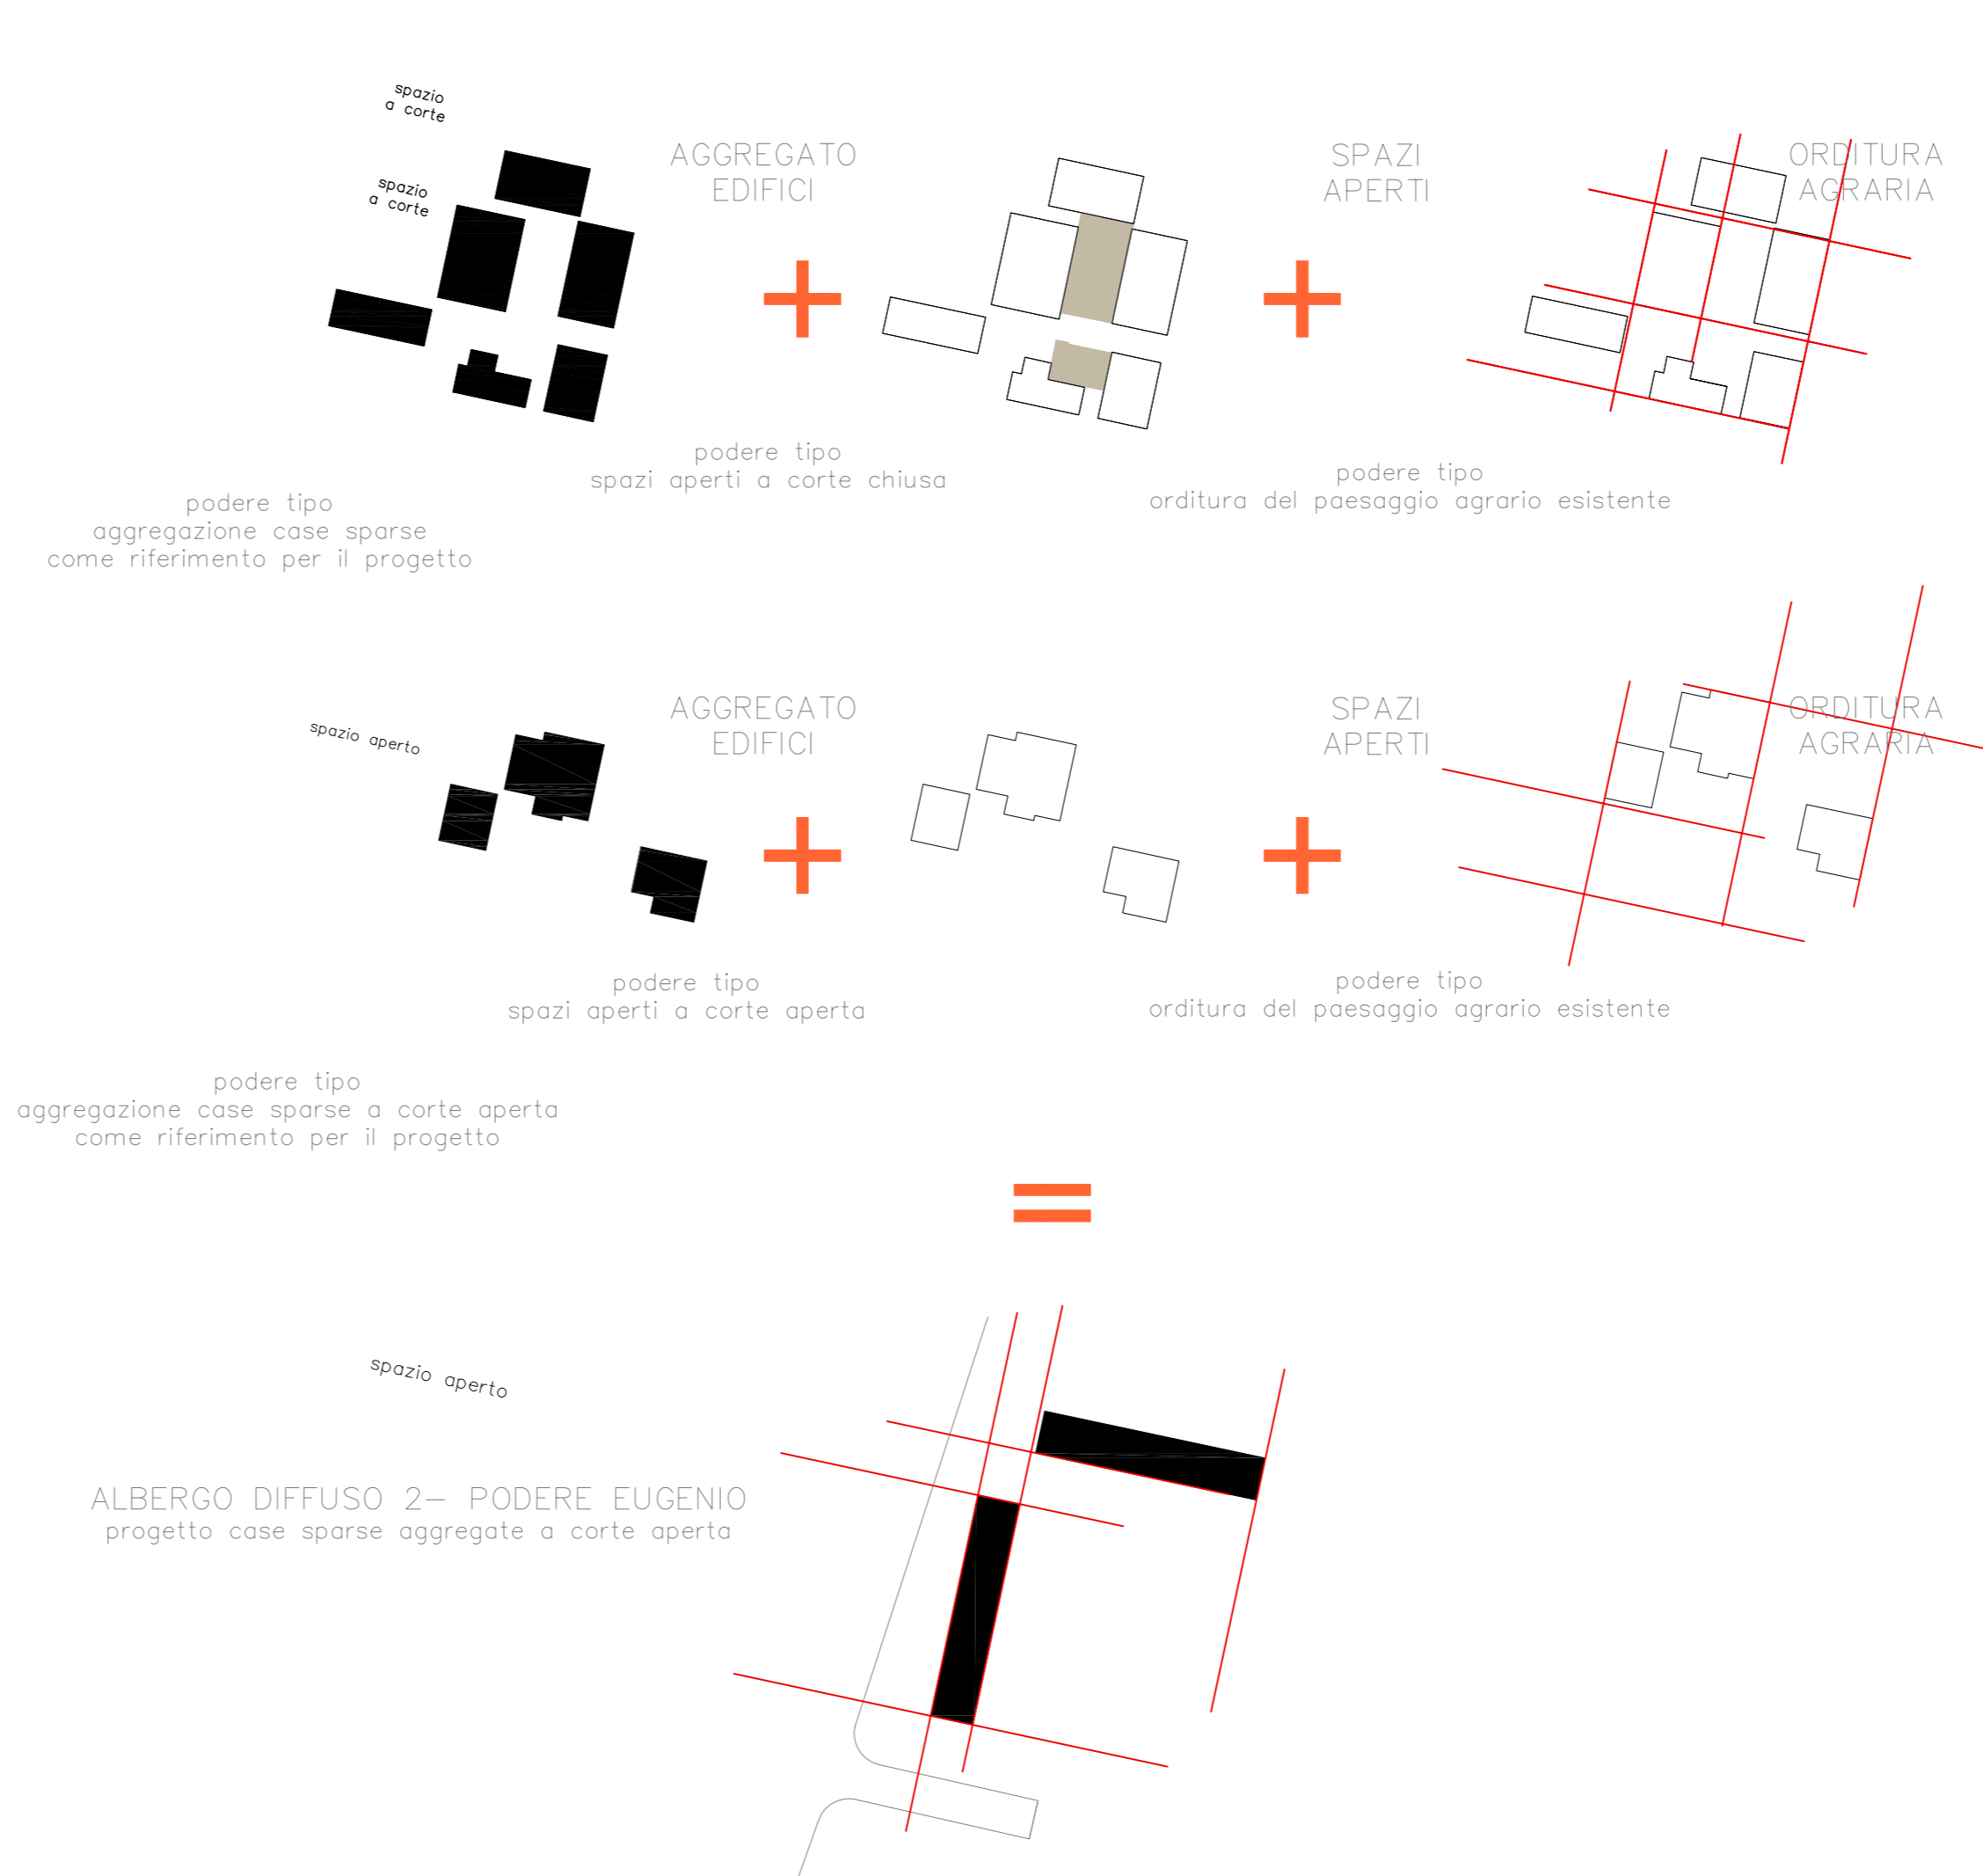 spazio
a corte
spazio
a corte
AGGREGATO
EDIFICI
SPAZI
APERTI
ORDITURA
AGRARIA
podere tipo
aggregazione case sparse
come riferimento per il progetto
podere tipo
spazi aperti a corte chiusa
podere tipo
orditura del paesaggio agrario esistente
spazio aperto
AGGREGATO
EDIFICI
SPAZI
APERTI
ORDITURA
AGRARIA
podere tipo
spazi aperti a corte aperta
podere tipo
orditura del paesaggio agrario esistente
podere tipo
aggregazione case sparse a corte aperta
come riferimento per il progetto
spazio aperto
ALBERGO DIFFUSO 2– PODERE EUGENIO
progetto case sparse aggregate a corte aperta